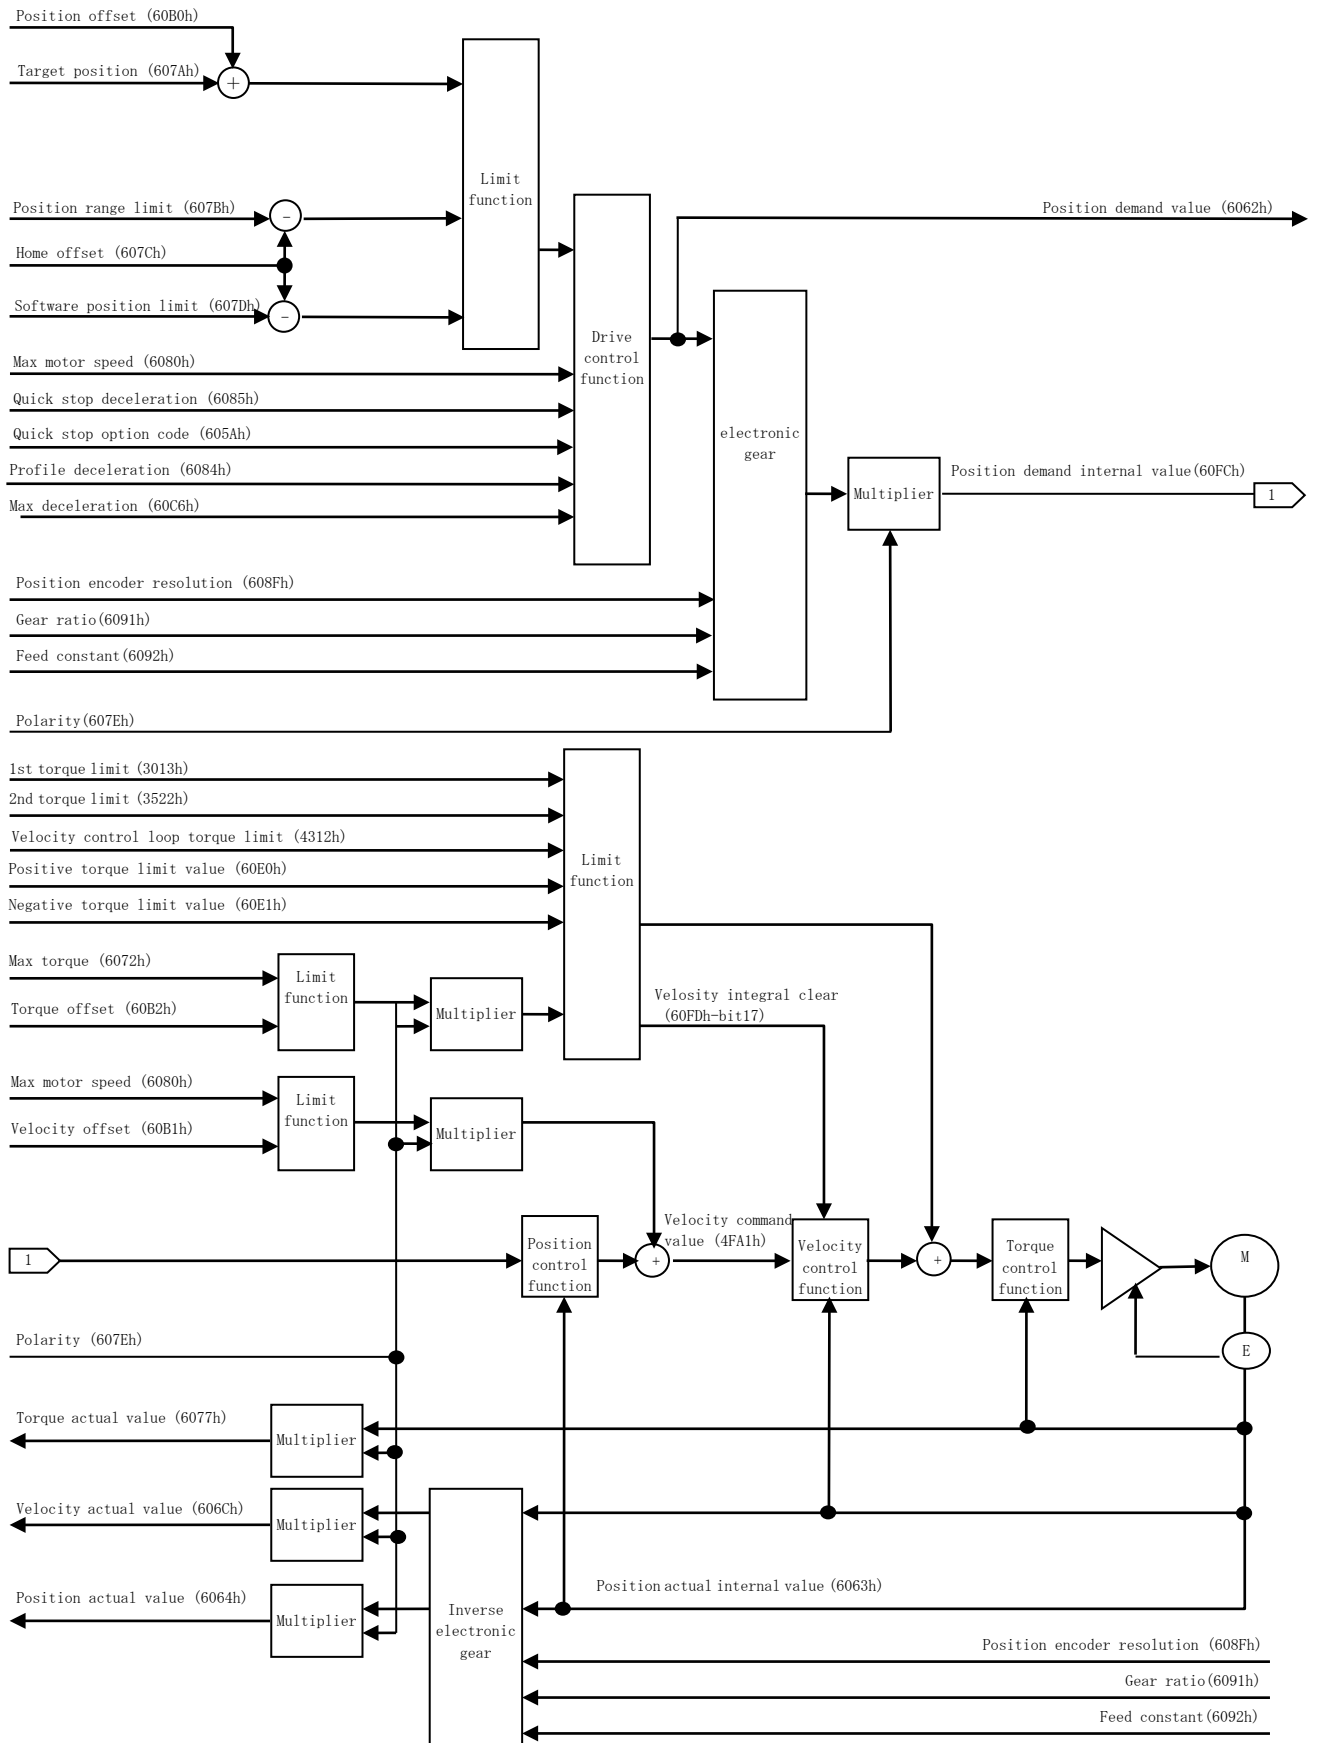 Position offset (60B0h)
Target position (607Ah)
+
Limit
function
Position range limit (607Bh)
-
Position demand value (6062h)
Home offset (607Ch)
Software position limit (607Dh)
-
Drive
control
function
Max motor speed (6080h)
Quick stop deceleration (6085h)
Quick stop option code (605Ah)
electronic
gear
Profile deceleration (6084h)
Multiplier
Position demand internal value(60FCh)
1
Max deceleration (60C6h)
Position encoder resolution (608Fh)
Gear ratio(6091h)
Feed constant(6092h)
Polarity(607Eh)
1st torque limit (3013h)
2nd torque limit (3522h)
Velocity control loop torque limit (4312h)
Limit
function
Positive torque limit value (60E0h)
Negative torque limit value (60E1h)
Max torque (6072h)
Limit
function
Torque offset (60B2h)
Multiplier
Velosity integral clear
(60FDh-bit17)
Max motor speed (6080h)
Limit
function
Velocity offset (60B1h)
Multiplier
Velocity command
value (4FA1h)
1
Position
control
function
+
Velocity
control
function
+
Torque
control
function
M
E
Polarity (607Eh)
Torque actual value (6077h)
Multiplier
Velocity actual value (606Ch)
Multiplier
Position actual value (6064h)
Multiplier
Inverse
electronic
gear
Position actual internal value (6063h)
Position encoder resolution (608Fh)
Gear ratio(6091h)
Feed constant(6092h)